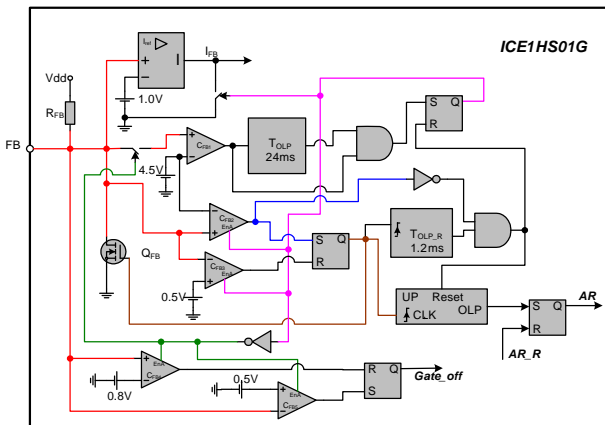 ICE1HS01G
I_ref
I
I_FB
+
−
1.0V
Vdd
R_FB
FB
+
−
C_FB1
4.5V
T_OLP
24ms
S Q
R
−
+
C_FB2
EnA
S Q
R
T_OLP_R
1.2ms
Q_FB
−
+
C_FB3
EnA
0.5V
UP Reset
OLP
CLK
S Q
R
AR
AR_R
EnA
+
−
C_FB4
0.8V
0.5V
EnA
+
−
C_FB5
R Q
S
Gate_off